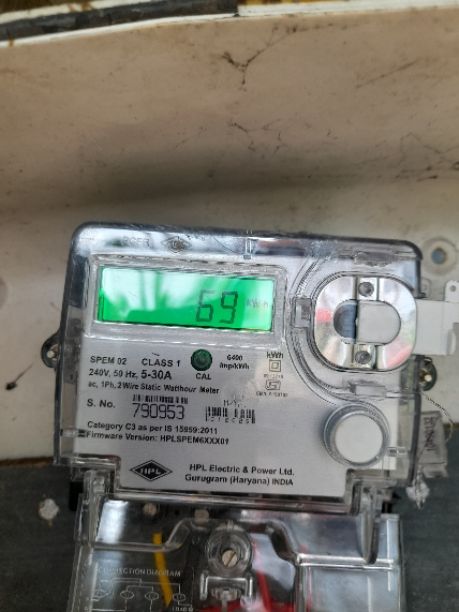 69 kWh
SPEM 02 CLASS 1
240V, 50 Hz, 5-30A
ac, 1Ph, 2 Wire Static Watthour Meter
CAL
6400
imp/kWh
kWh
S. No. 790953
Category C3 as per IS 15959:2011
Firmware Version: HPLSPEM6XXX01
HPL
HPL Electric & Power Ltd.
Gurugram (Haryana) INDIA
CONNECTION DIAGRAM